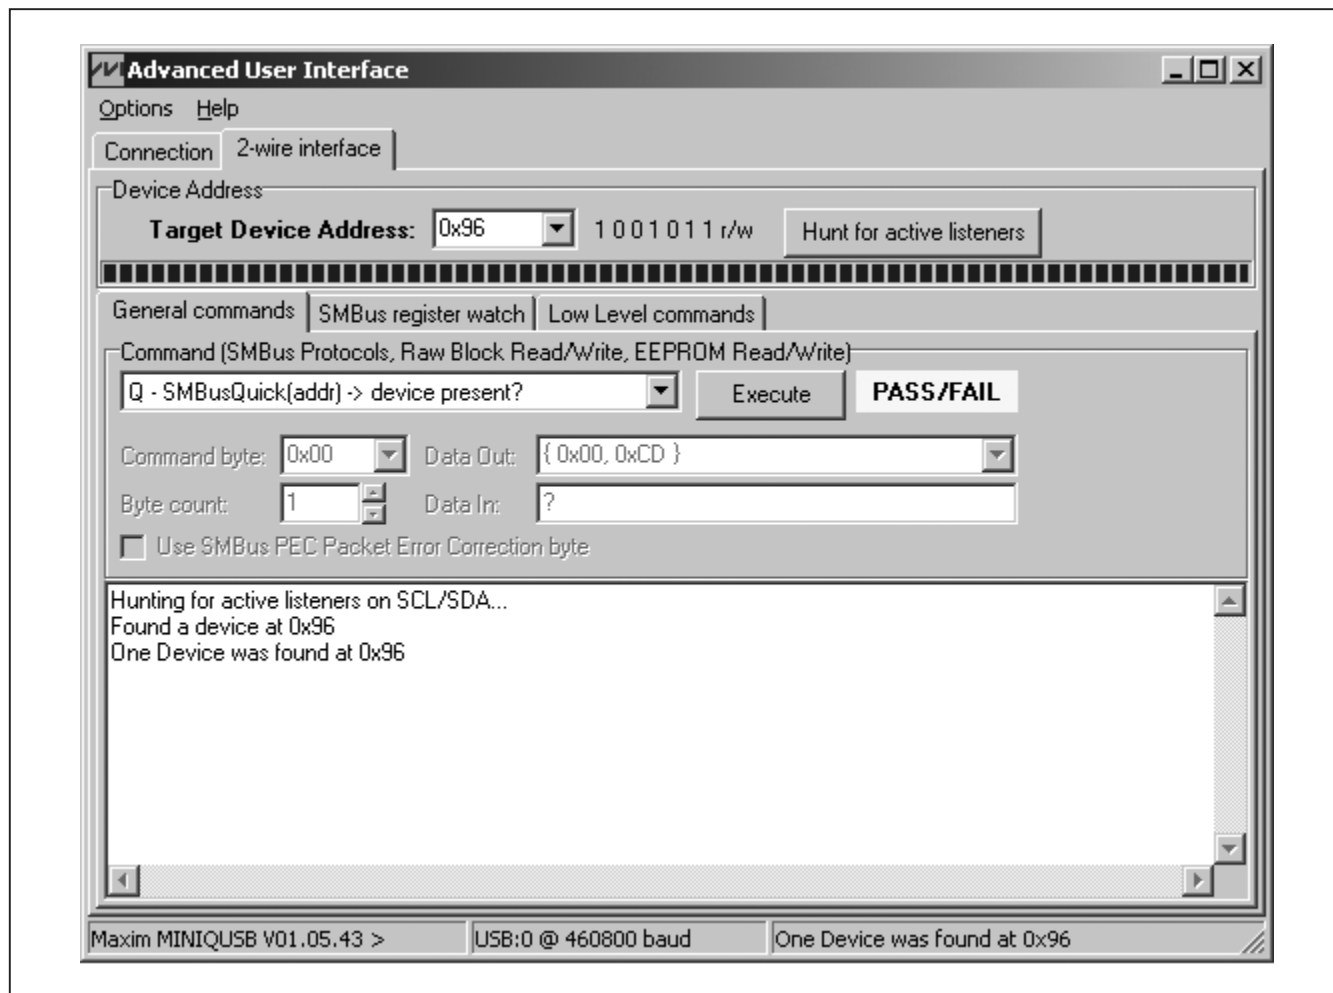 Advanced User Interface
Options Help
Connection 2-wire interface
Device Address
Target Device Address: 0x96 1 0 0 1 0 1 1 r/w Hunt for active listeners
General commands SMBus register watch Low Level commands
Command (SMBus Protocols, Raw Block Read/Write, EEPROM Read/Write)
Q - SMBusQuick(addr) -> device present? Execute PASS/FAIL
Command byte: 0x00 Data Out: { 0x00, 0xCD }
Byte count: 1 Data In: ?
Use SMBus PEC Packet Error Correction byte
Hunting for active listeners on SCL/SDA...
Found a device at 0x96
One Device was found at 0x96
Maxim MINIQUSB V01.05.43 > USB:0 @ 460800 baud One Device was found at 0x96